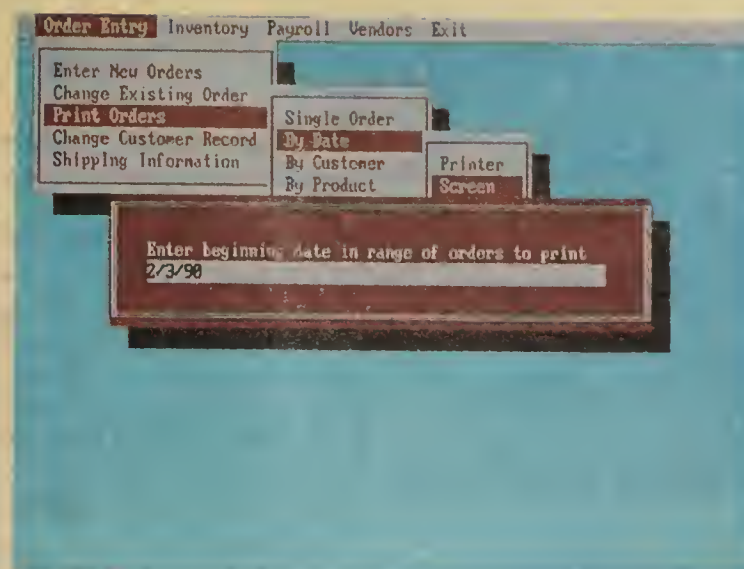 Order Entry Inventory Payroll Vendors Exit
Enter New Orders
Change Existing Order
Print Orders
Change Customer Record
Shipping Information
Single Order
By Date
By Customer
By Product
Printer
Screen
Enter beginning date in range of orders to print
2/3/90